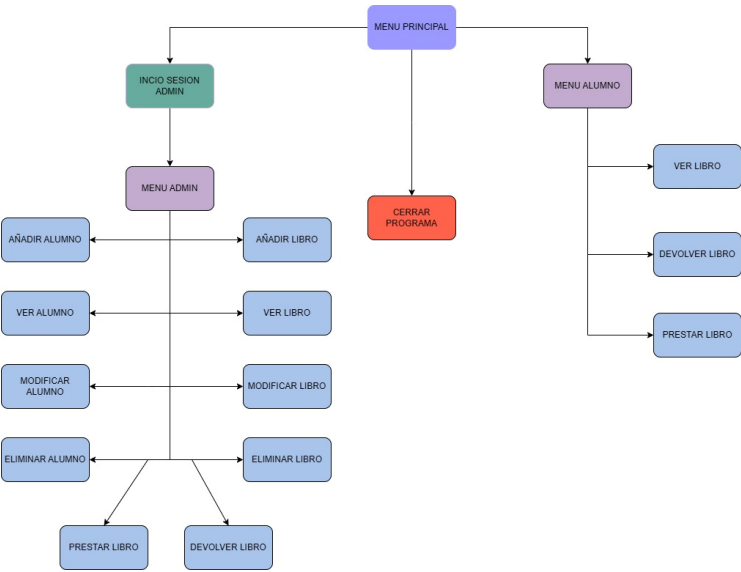 MENU PRINCIPAL
INCIO SESION
ADMIN
MENU ALUMNO
MENU ADMIN
VER LIBRO
CERRAR
PROGRAMA
AÑADIR ALUMNO
AÑADIR LIBRO
DEVOLVER LIBRO
VER ALUMNO
VER LIBRO
PRESTAR LIBRO
MODIFICAR
ALUMNO
MODIFICAR LIBRO
ELIMINAR ALUMNO
ELIMINAR LIBRO
PRESTAR LIBRO
DEVOLVER LIBRO